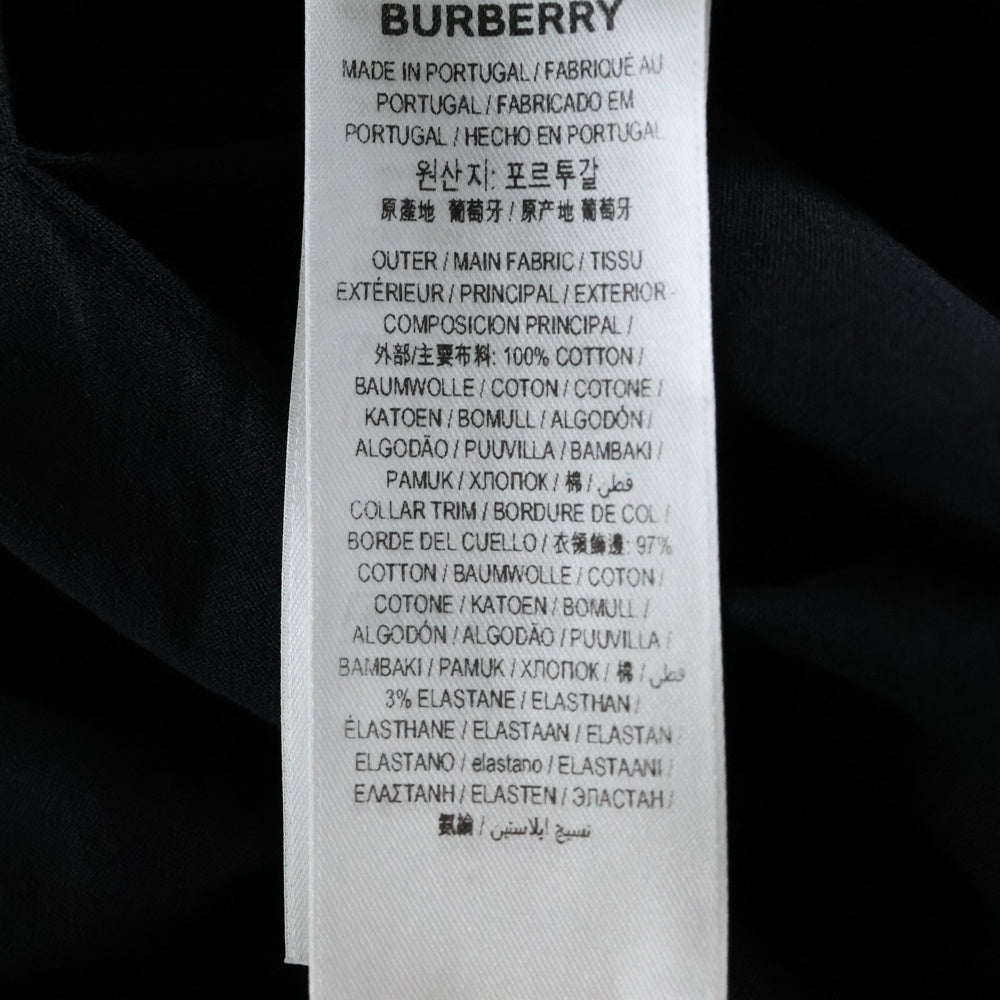 BURBERRY
MADE IN PORTUGAL / FABRIQUÉ AU
PORTUGAL / FABRICADO EM
PORTUGAL / HECHO EN PORTUGAL
원산지: 포르투갈
原產地 葡萄牙 / 原产地 葡萄牙
OUTER / MAIN FABRIC / TISSU
EXTÉRIEUR / PRINCIPAL / EXTERIOR -
COMPOSICION PRINCIPAL /
外部/主要布料: 100% COTTON /
BAUMWOLLE / COTON / COTONE /
KATOEN / BOMULL / ALGODÓN /
ALGODÃO / PUUVILLA / BAMBAKI /
PAMUK / ХЛОПОК / 棉 / قطن
COLLAR TRIM / BORDURE DE COL /
BORDE DEL CUELLO / 衣領飾邊: 97%
COTTON / BAUMWOLLE / COTON /
COTONE / KATOEN / BOMULL /
ALGODÓN / ALGODÃO / PUUVILLA /
BAMBAKI / PAMUK / ХЛОПОК / 棉 / قطن
3% ELASTANE / ELASTHAN /
ÉLASTHANE / ELASTAAN / ELASTAN /
ELASTANO / elastano / ELASTAANI /
ΕΛΑΣΤΑΝΗ / ELASTEN / ЭЛАСТАН /
氨綸 / نسيج ايلاستين